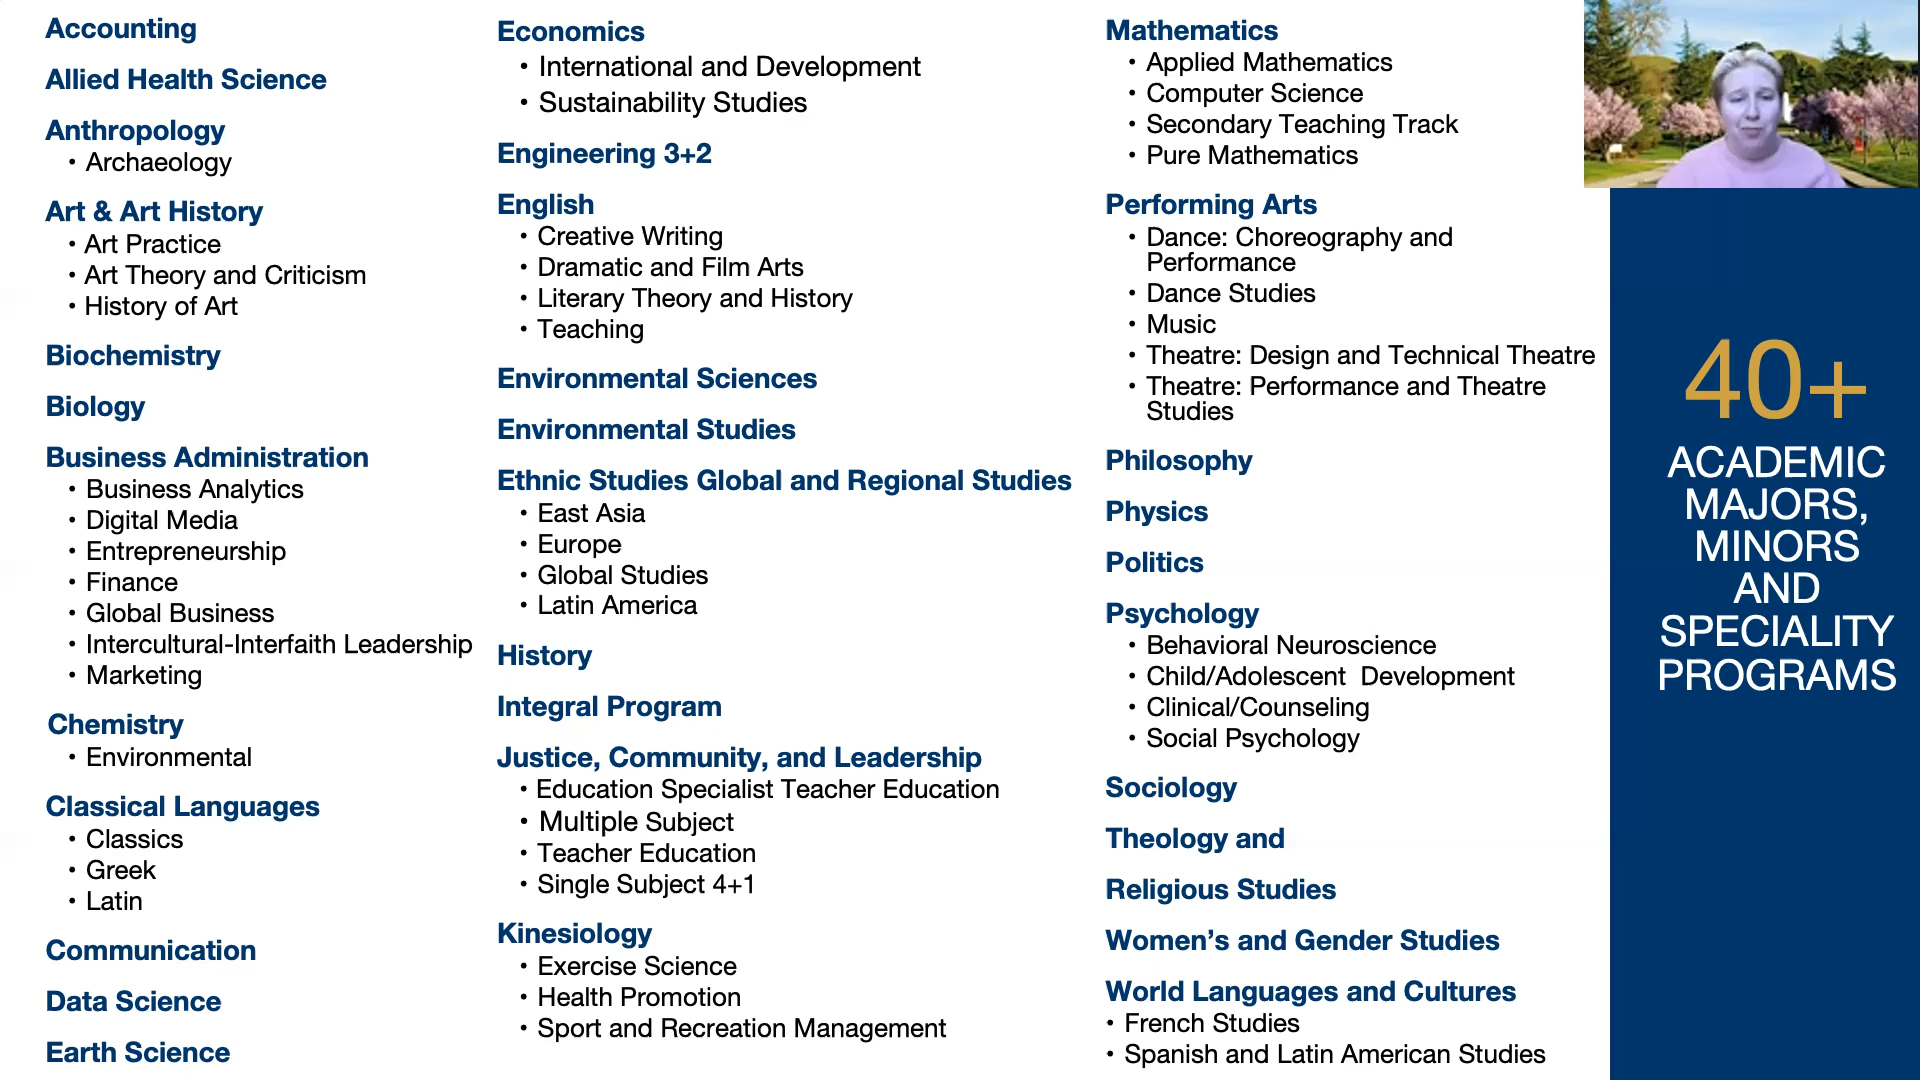 Accounting
Allied Health Science
Anthropology
• Archaeology
Art & Art History
• Art Practice
• Art Theory and Criticism
• History of Art
Biochemistry
Biology
Business Administration
• Business Analytics
• Digital Media
• Entrepreneurship
• Finance
• Global Business
• Intercultural-Interfaith Leadership
• Marketing
Chemistry
• Environmental
Classical Languages
• Classics
• Greek
• Latin
Communication
Data Science
Earth Science
Economics
• International and Development
• Sustainability Studies
Engineering 3+2
English
• Creative Writing
• Dramatic and Film Arts
• Literary Theory and History
• Teaching
Environmental Sciences
Environmental Studies
Ethnic Studies Global and Regional Studies
• East Asia
• Europe
• Global Studies
• Latin America
History
Integral Program
Justice, Community, and Leadership
• Education Specialist Teacher Education
• Multiple Subject
• Teacher Education
• Single Subject 4+1
Kinesiology
• Exercise Science
• Health Promotion
• Sport and Recreation Management
Mathematics
• Applied Mathematics
• Computer Science
• Secondary Teaching Track
• Pure Mathematics
Performing Arts
• Dance: Choreography and
Performance
• Dance Studies
• Music
• Theatre: Design and Technical Theatre
• Theatre: Performance and Theatre
Studies
Philosophy
Physics
Politics
Psychology
• Behavioral Neuroscience
• Child/Adolescent  Development
• Clinical/Counseling
• Social Psychology
Sociology
Theology and
Religious Studies
Women’s and Gender Studies
World Languages and Cultures
• French Studies
• Spanish and Latin American Studies
40+
ACADEMIC
MAJORS,
MINORS
AND
SPECIALITY
PROGRAMS